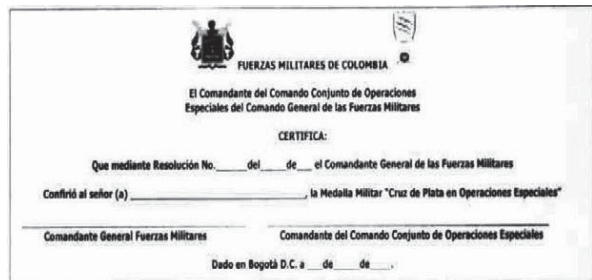 FUERZAS MILITARES DE COLOMBIA
El Comandante del Comando Conjunto de Operaciones
Especiales del Comando General de las Fuerzas Militares
CERTIFICA:
Que mediante Resolución No.______del_____de___ el Comandante General de las Fuerzas Militares
Confirió al señor (a) ______________________________, la Medalla Militar "Cruz de Plata en Operaciones Especiales"
Comandante General Fuerzas Militares Comandante del Comando Conjunto de Operaciones Especiales
Dado en Bogotá D.C. a ___de_____de____.